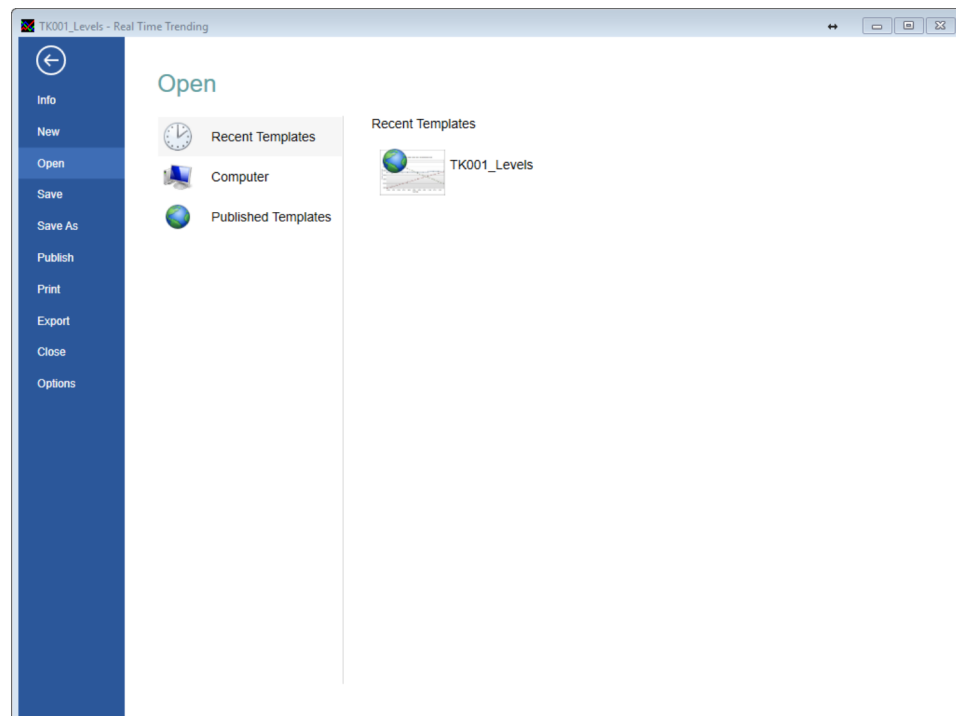 TK001_Levels - Real Time Trending
Info
New
Open
Save
Save As
Publish
Print
Export
Close
Options
Open
Recent Templates
Computer
Published Templates
Recent Templates
TK001_Levels